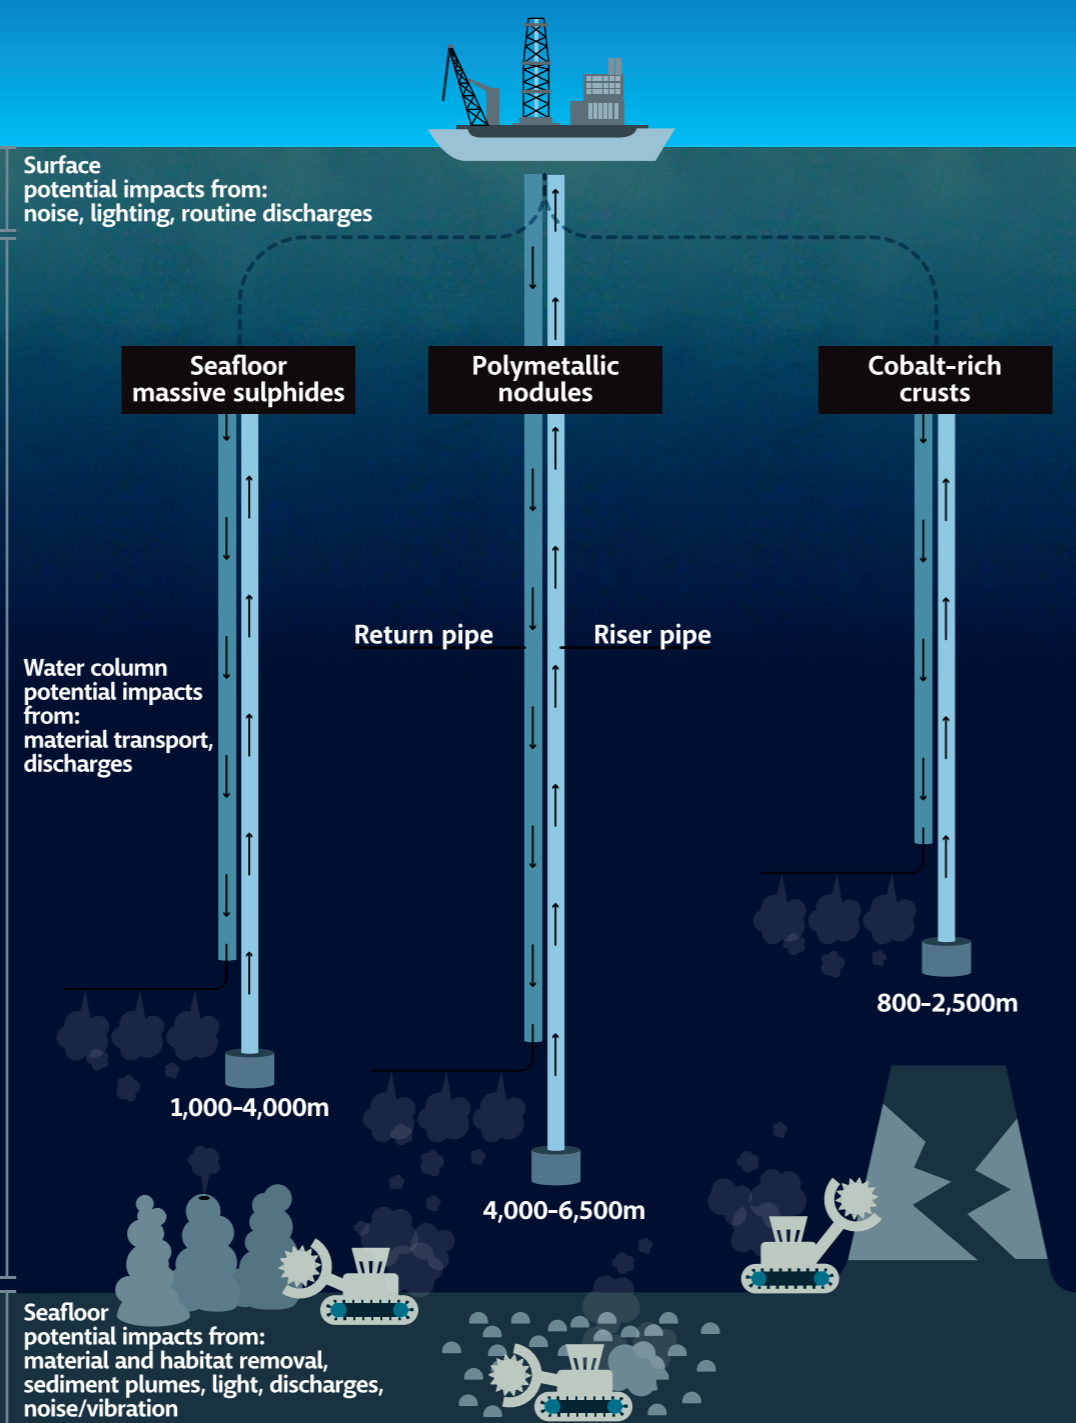 Surface
potential impacts from:
noise, lighting, routine discharges
Seafloor
massive sulphides
Polymetallic
nodules
Cobalt-rich
crusts
Return pipe
Riser pipe
Water column
potential impacts
from:
material transport,
discharges
800–2,500m
1,000–4,000m
4,000–6,500m
Seafloor
potential impacts from:
material and habitat removal,
sediment plumes, light, discharges,
noise/vibration